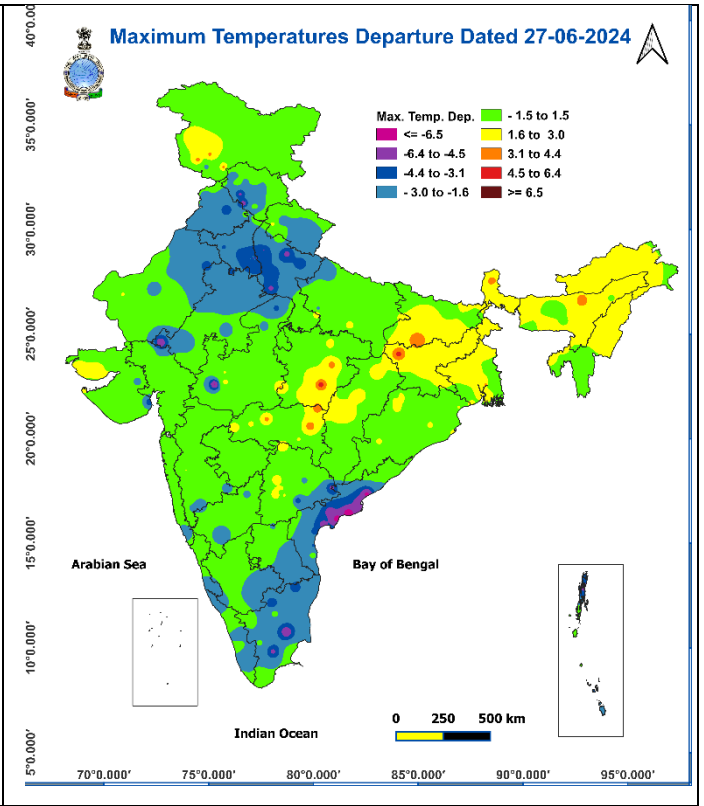 Maximum Temperatures Departure Dated 27-06-2024
Max. Temp. Dep.
<= -6.5
-6.4 to -4.5
-4.4 to -3.1
- 3.0 to -1.6
- 1.5 to 1.5
1.6 to 3.0
3.1 to 4.4
4.5 to 6.4
>= 6.5
40°0.00
35°0.000'
30°0.000'
25°0.000'
20°0.000'
15°0.000'
10°0.000'
5°0.000'
Arabian Sea
Bay of Bengal
Indian Ocean
0 250 500 km
70°0.000' 75°0.000' 80°0.000' 85°0.000' 90°0.000' 95°0.000'